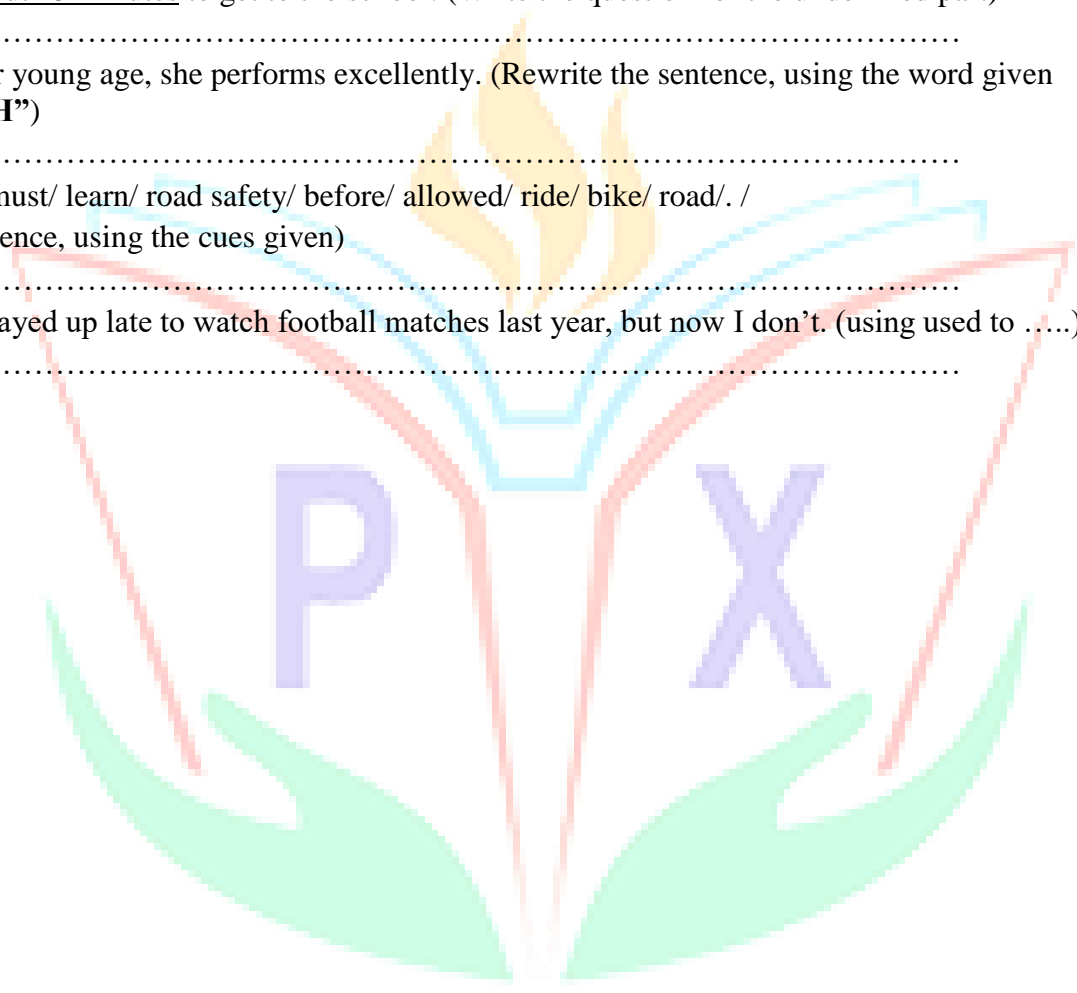 to get to the school. (Write the question for the underlined part)
……………………………………………………………………………………
young age, she performs excellently. (Rewrite the sentence, using the word given
H”)
……………………………………………………………………………………
must/ learn/ road safety/ before/ allowed/ ride/ bike/ road/. /
ence, using the cues given)
……………………………………………………………………………………
ayed up late to watch football matches last year, but now I don’t. (using used to …..)
……………………………………………………………………………………
P X